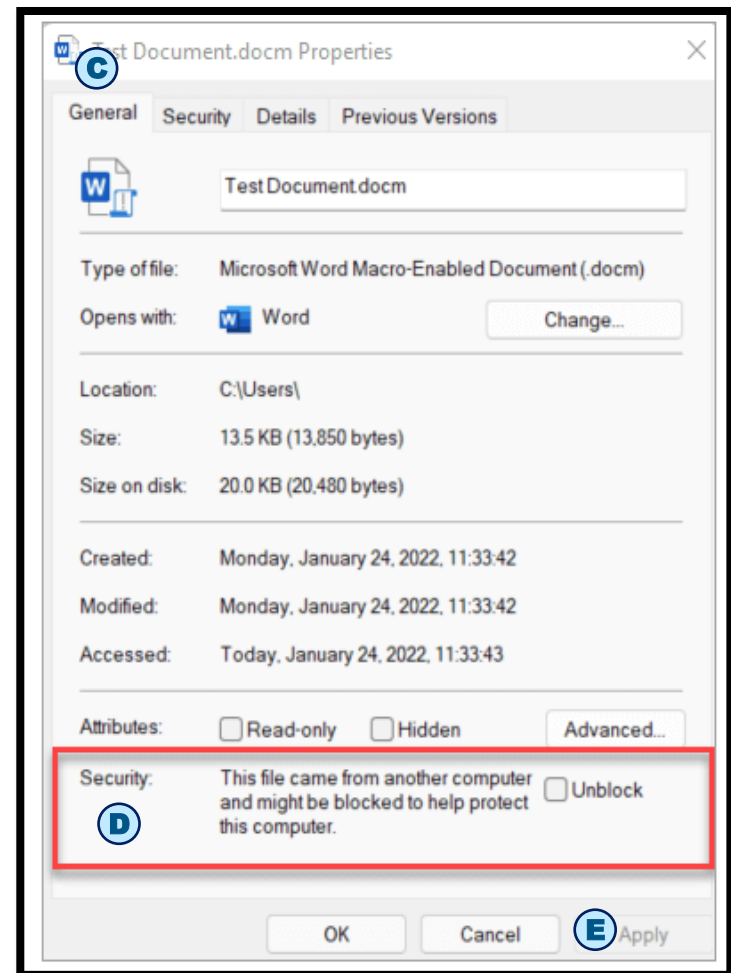 Test Document.docm Properties
C
General Security Details Previous Versions
Test Document.docm
Type of file: Microsoft Word Macro-Enabled Document (.docm)
Opens with: Word Change...
Location: C:\Users\
Size: 13.5 KB (13,850 bytes)
Size on disk: 20.0 KB (20,480 bytes)
Created: Monday, January 24, 2022, 11:33:42
Modified: Monday, January 24, 2022, 11:33:42
Accessed: Today, January 24, 2022, 11:33:43
Attributes: Read-only Hidden Advanced...
Security: This file came from another computer Unblock
and might be blocked to help protect
D this computer.
OK Cancel E Apply